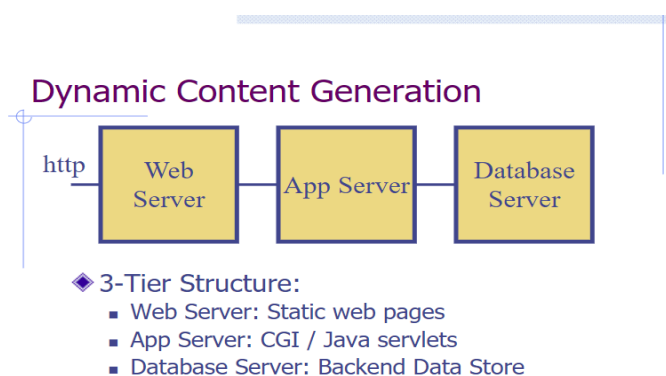 Dynamic Content Generation
http
Web
Server
App Server
Database
Server
3-Tier Structure:
Web Server: Static web pages
App Server: CGI / Java servlets
Database Server: Backend Data Store